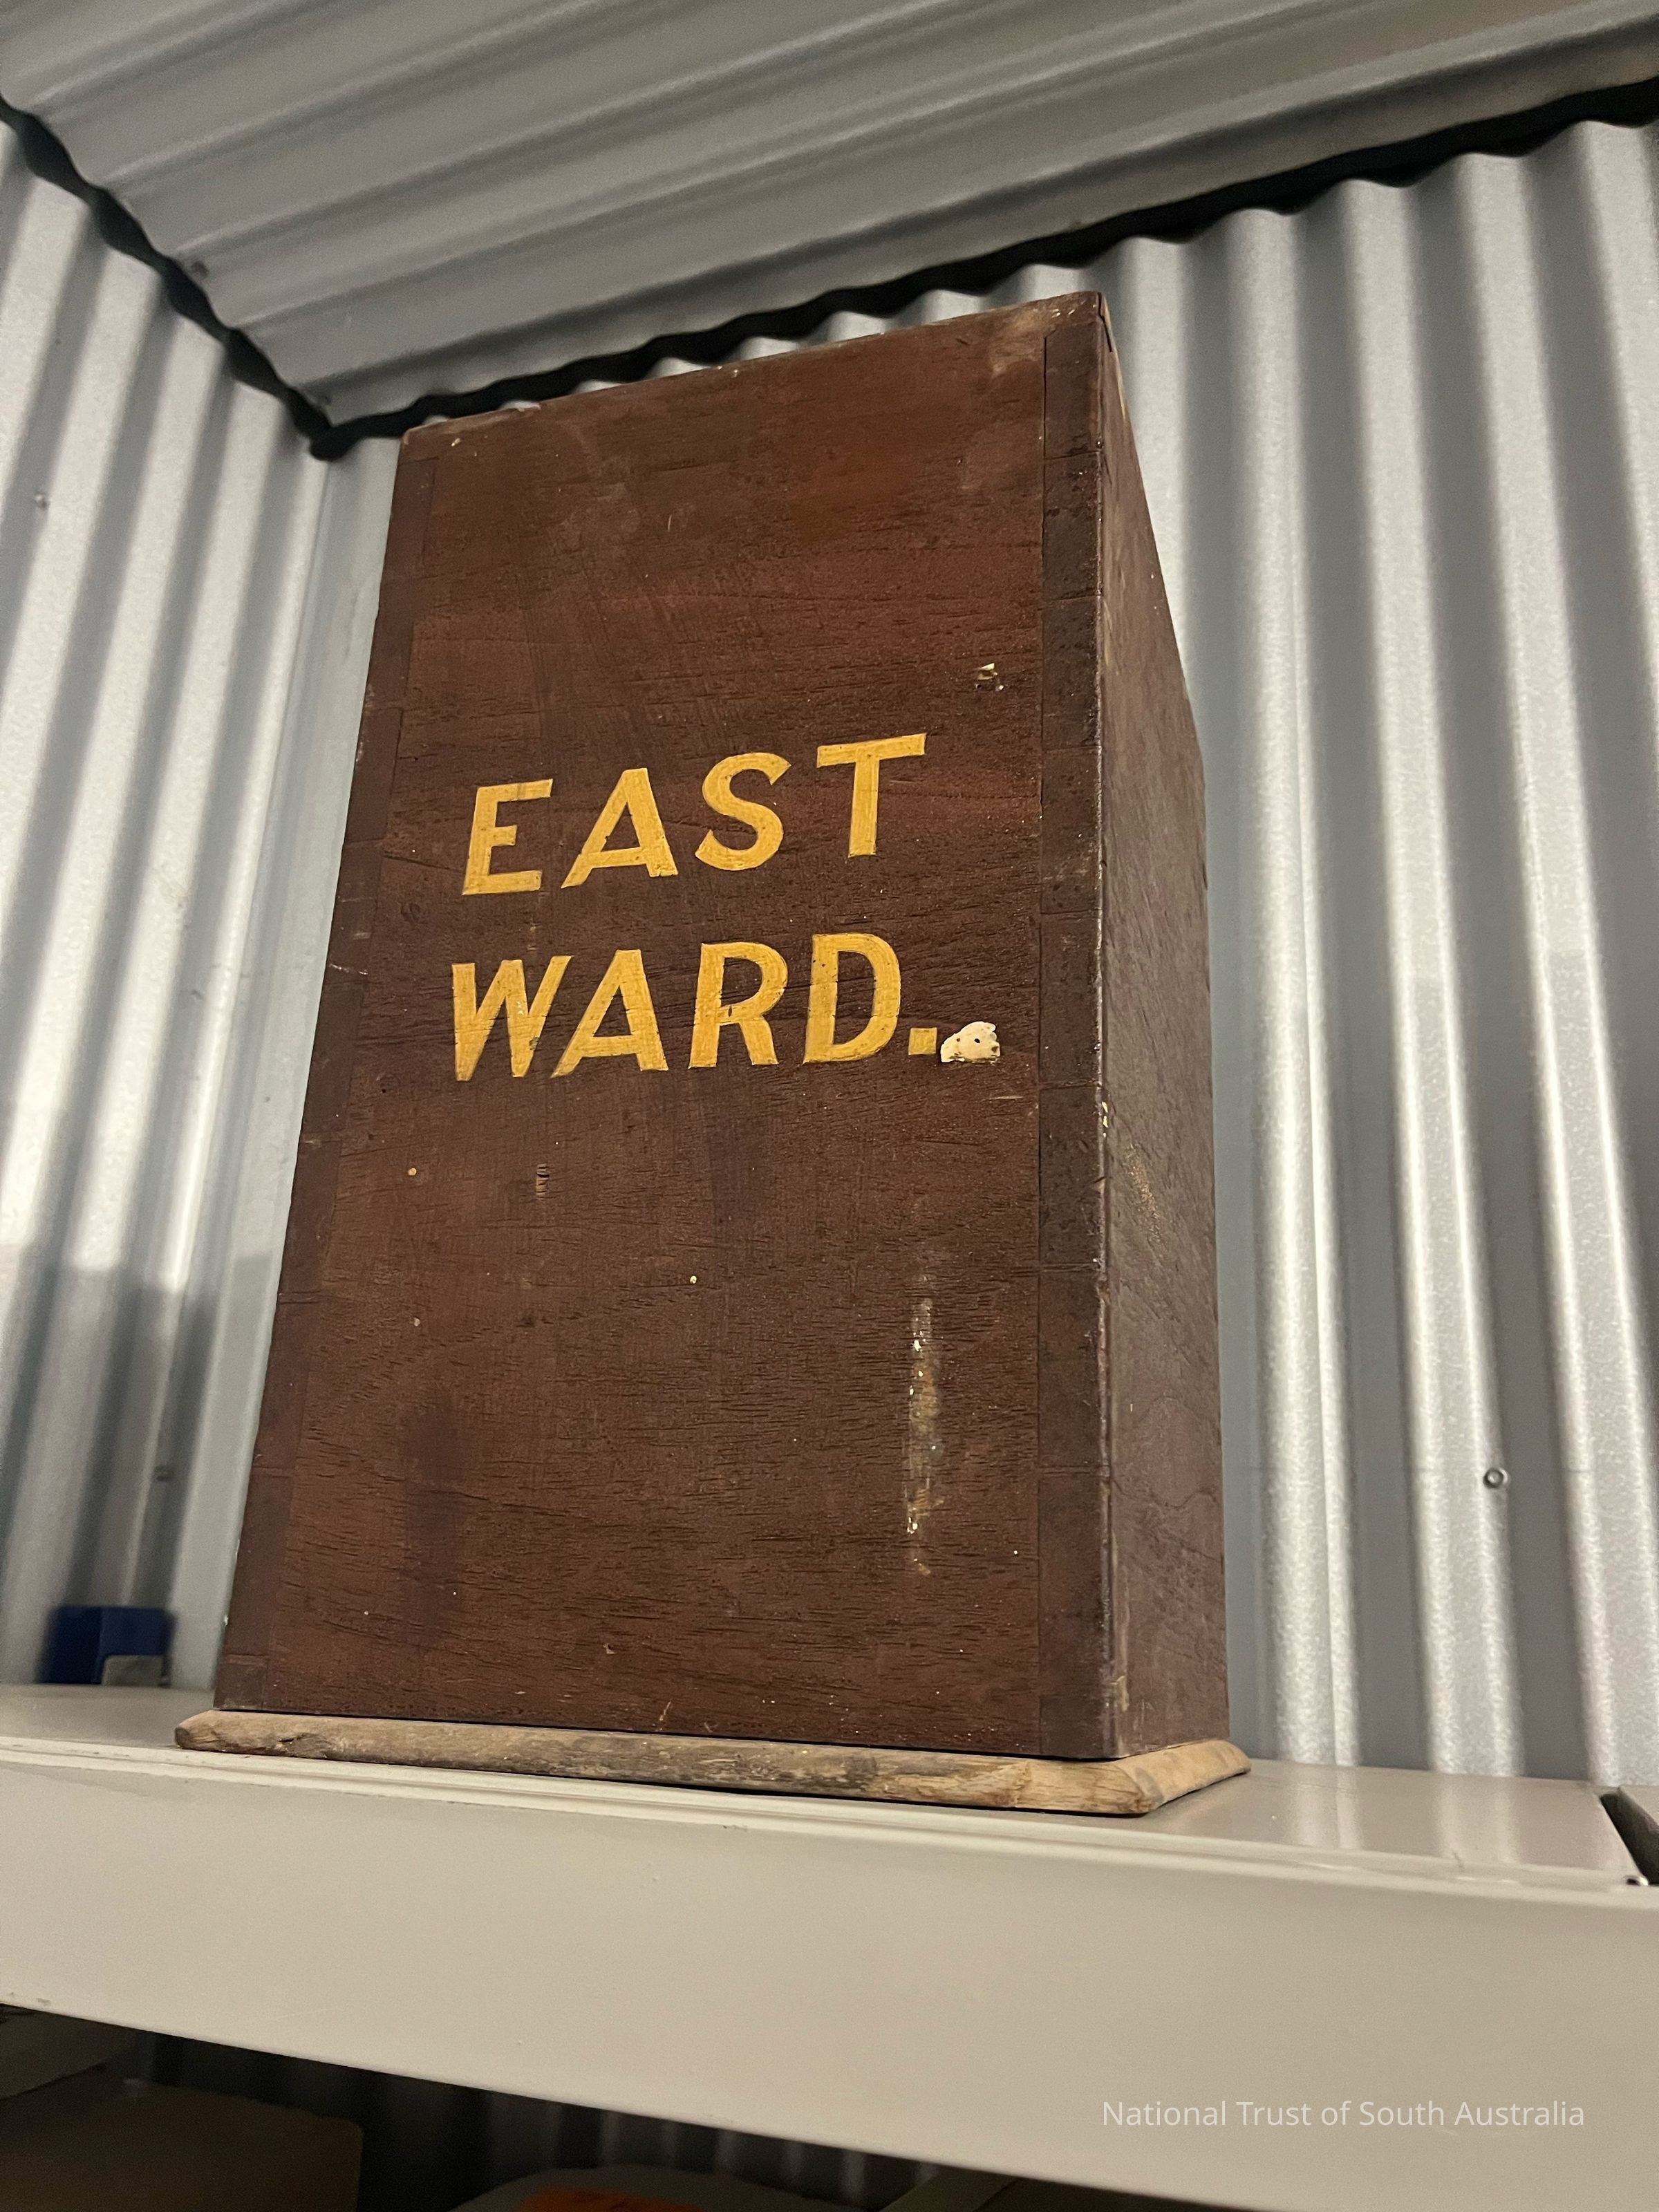 EAST
WARD.
National Trust of South Australia